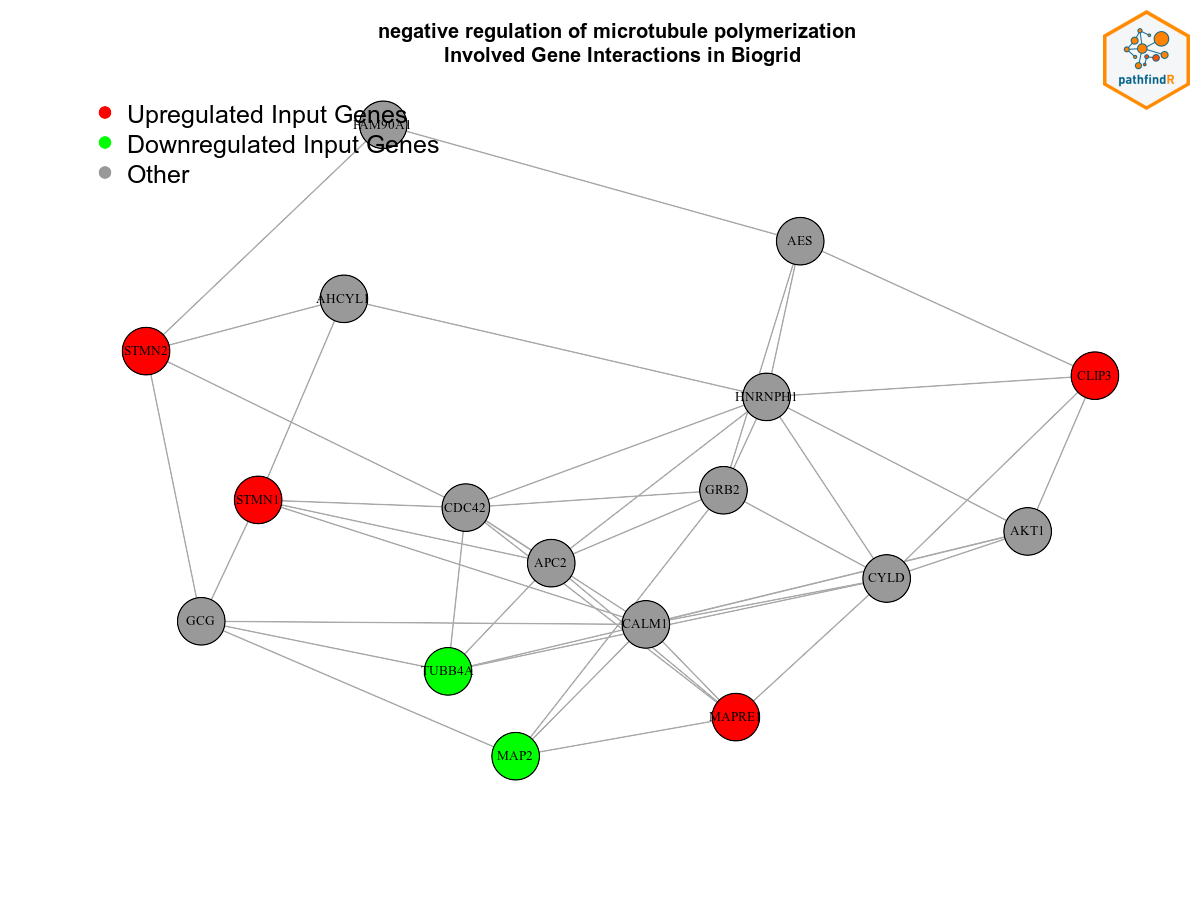 negative regulation of microtubule polymerization
Involved Gene Interactions in Biogrid
pathfindR
Upregulated Input Genes
FAM90A1
Downregulated Input Genes
Other
AES
AHCYL1
STMN2
CLIP3
HNRNPH1
GRB2
STMN1
CDC42
AKT1
APC2
CYLD
GCG
CALM1
TUBB4A
MAPRE1
MAP2